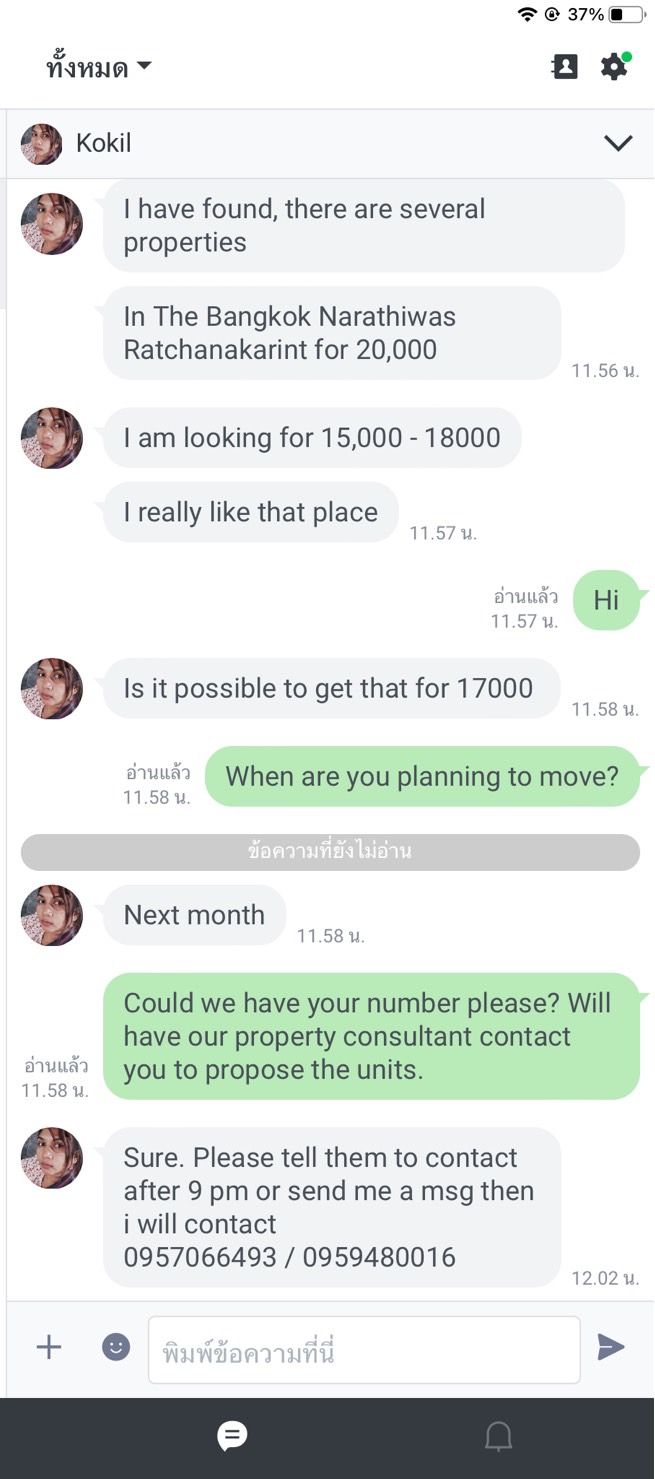 37%
ทั้งหมด
Kokil
I have found, there are several
properties
In The Bangkok Narathiwas
Ratchanakarint for 20,000
11.56 น.
I am looking for 15,000 - 18000
I really like that place
11.57 น.
อ่านแล้ว
11.57 น.
Hi
Is it possible to get that for 17000
11.58 น.
อ่านแล้ว
11.58 น.
When are you planning to move?
ข้อความที่ยังไม่อ่าน
Next month
11.58 น.
Could we have your number please? Will
have our property consultant contact
you to propose the units.
อ่านแล้ว
11.58 น.
Sure. Please tell them to contact
after 9 pm or send me a msg then
i will contact
0957066493 / 0959480016
12.02 น.
พิมพ์ข้อความที่นี่